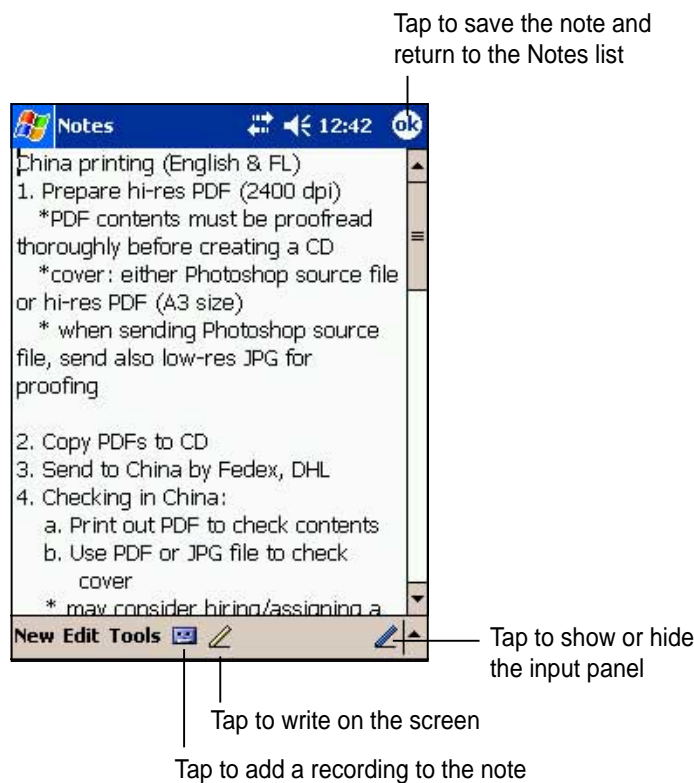 Tap to save the note and
return to the Notes list
Notes 12:42 ok
China printing (English & FL)
1. Prepare hi-res PDF (2400 dpi)
*PDF contents must be proofread
thoroughly before creating a CD
*cover: either Photoshop source file
or hi-res PDF (A3 size)
* when sending Photoshop source
file, send also low-res JPG for
proofing
2. Copy PDFs to CD
3. Send to China by Fedex, DHL
4. Checking in China:
a. Print out PDF to check contents
b. Use PDF or JPG file to check
cover
* may consider hiring/assigning a
New Edit Tools
Tap to show or hide
the input panel
Tap to write on the screen
Tap to add a recording to the note